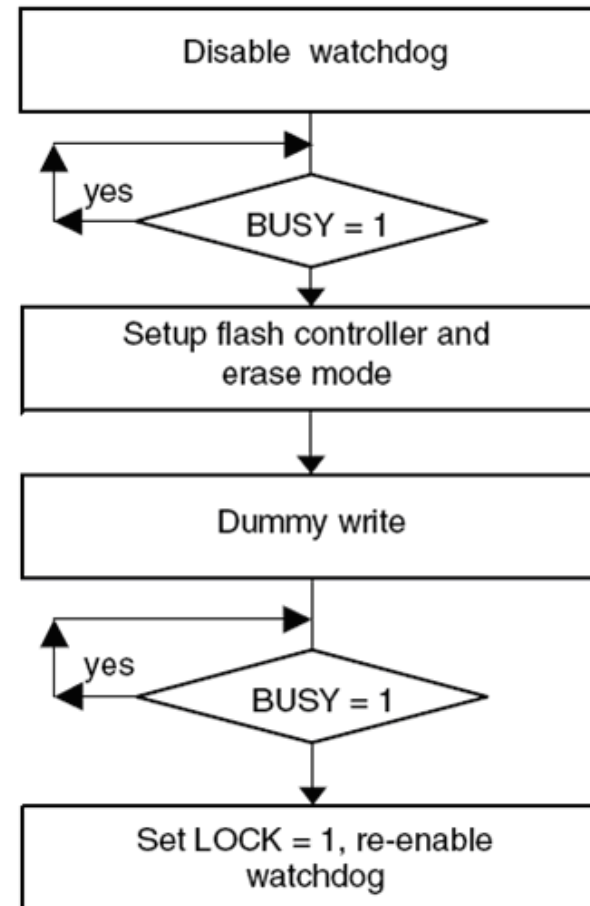 Disable watchdog
yes
BUSY = 1
Setup flash controller and
erase mode
Dummy write
yes
BUSY = 1
Set LOCK = 1, re-enable
watchdog